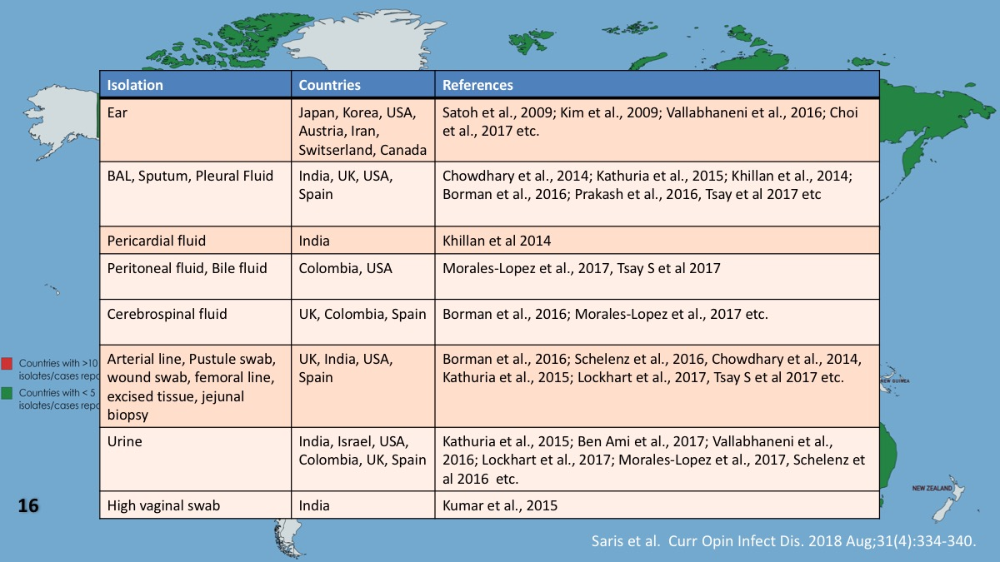 Isolation
Countries
References
Ear
Japan, Korea, USA,
Austria, Iran,
Switserland, Canada
Satoh et al., 2009; Kim et al., 2009; Vallabhaneni et al., 2016; Choi
et al., 2017 etc.
BAL, Sputum, Pleural Fluid
India, UK, USA,
Spain
Chowdhary et al., 2014; Kathuria et al., 2015; Khillan et al., 2014;
Borman et al., 2016; Prakash et al., 2016, Tsay et al 2017 etc
Pericardial fluid
India
Khillan et al 2014
Peritoneal fluid, Bile fluid
Colombia, USA
Morales-Lopez et al., 2017, Tsay S et al 2017
Cerebrospinal fluid
UK, Colombia, Spain
Borman et al., 2016; Morales-Lopez et al., 2017 etc.
Arterial line, Pustule swab,
wound swab, femoral line,
excised tissue, jejunal
biopsy
UK, India, USA,
Spain
Borman et al., 2016; Schelenz et al., 2016, Chowdhary et al., 2014,
Kathuria et al., 2015; Lockhart et al., 2017, Tsay S et al 2017 etc.
Urine
India, Israel, USA,
Colombia, UK, Spain
Kathuria et al., 2015; Ben Ami et al., 2017; Vallabhaneni et al.,
2016; Lockhart et al., 2017; Morales-Lopez et al., 2017, Schelenz et
al 2016 etc.
High vaginal swab
India
Kumar et al., 2015
Countries with >10
isolates/cases repo
Countries with < 5
isolates/cases repo
NEW GUINEA
NEW ZEALAND
16
Saris et al. Curr Opin Infect Dis. 2018 Aug;31(4):334-340.